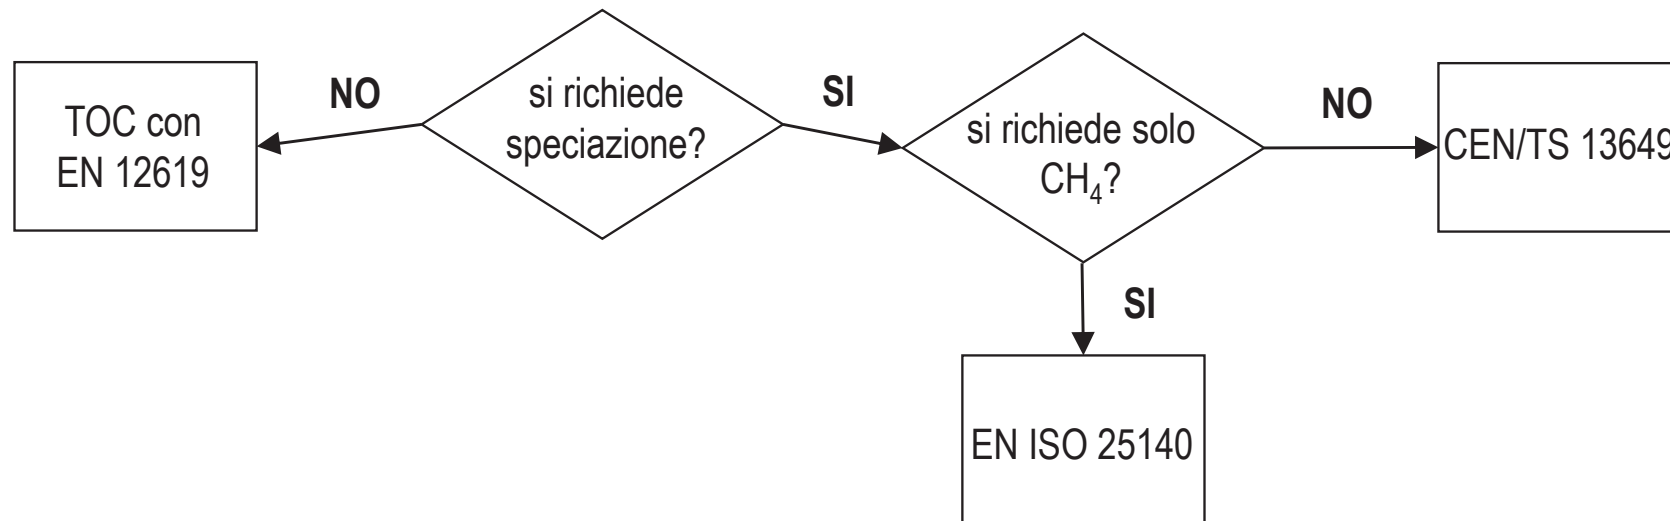 TOC con
EN 12619
NO
si richiede
speciazione?
SI
si richiede solo
CH₄?
NO
CEN/TS 13649
SI
EN ISO 25140